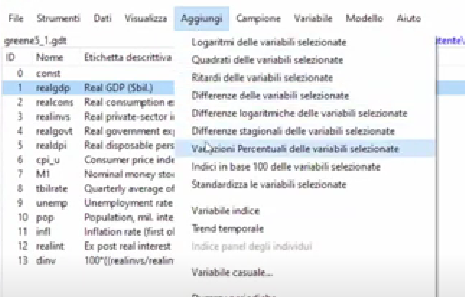 File Strumenti Dati Visualizza Aggiungi Campione Variabile Modello Aiuto
greene5_1.gdt
ID Nome Etichetta descrittiva
0 const
1 realgdp Real GDP ($bil.)
2 realcons Real consumption e
3 realinvs Real private-sector i
4 realgovt Real government ex
5 realdpi Real disposable pers
6 cpi_u Consumer price inde
7 M1 Nominal money stoc
8 tbilrate Quarterly average of
9 unemp Unemployment rate
10 pop Population, mil. inte
11 infl Inflation rate (first ol
12 realint Ex post real interest
13 dinv 100*((realinvs/realin
Logaritmi delle variabili selezionate
Quadrati delle variabili selezionate
Ritardi delle variabili selezionate
Differenze delle variabili selezionate
Differenze logaritmiche delle variabili selezionate
Differenze stagionali delle variabili selezionate
Variazioni Percentuali delle variabili selezionate
Indici in base 100 delle variabili selezionate
Standardizza le variabili selezionate
Variabile indice
Trend temporale
Indice panel degli individui
Variabile casuale...